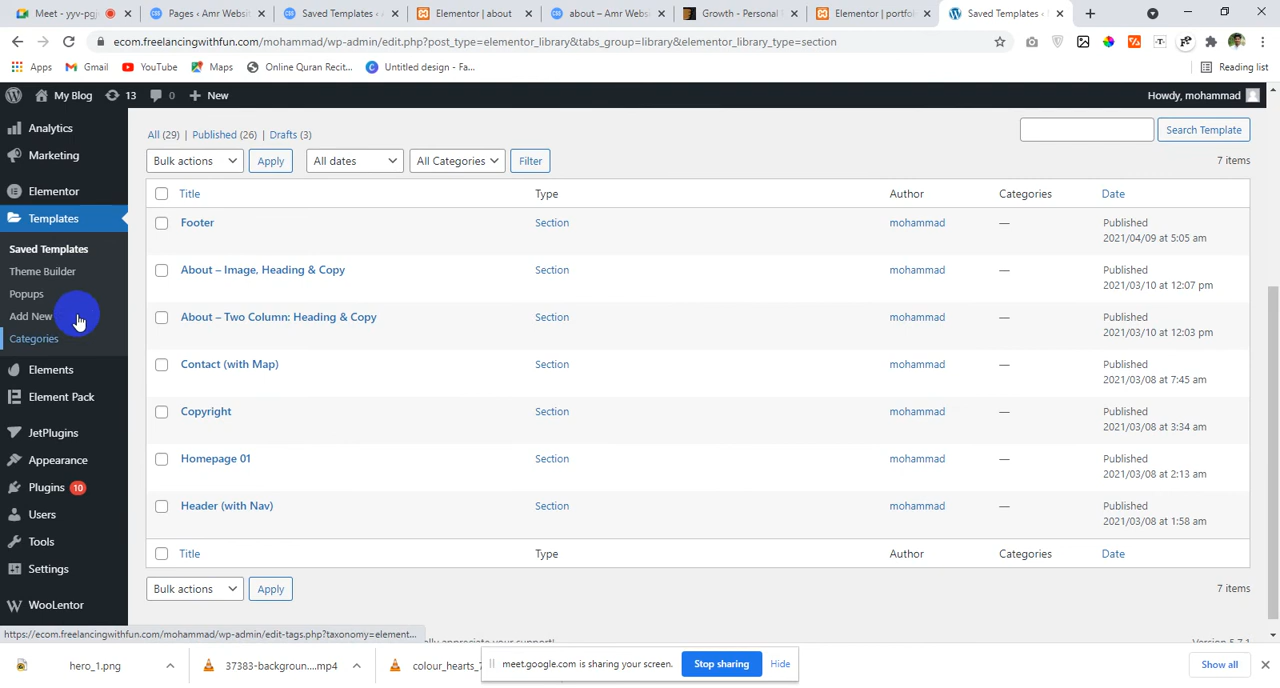 Meet - yyv-pgj
Pages ‹ Amr Websit
Saved Templates ‹ A
Elementor | about
about – Amr Webs
Growth - Personal
Elementor | portfo
Saved Templates ‹
ecom.freelancingwithfun.com/mohammad/wp-admin/edit.php?post_type=elementor_library&tabs_group=library&elementor_library_type=section
Apps
Gmail
YouTube
Maps
Online Quran Recit...
Untitled design - Fa...
Reading list
My Blog
13
0
New
Howdy, mohammad
Analytics
Marketing
Elementor
Templates
Saved Templates
Theme Builder
Popups
Add New
Categories
Elements
Element Pack
JetPlugins
Appearance
Plugins 10
Users
Tools
Settings
WooLentor
All (29) | Published (26) | Drafts (3)
Search Template
Bulk actions
Apply
All dates
All Categories
Filter
7 items
Title Type Author Categories Date
Footer Section mohammad — Published
2021/04/09 at 5:05 am
About – Image, Heading & Copy Section mohammad — Published
2021/03/10 at 12:07 pm
About – Two Column: Heading & Copy Section mohammad — Published
2021/03/10 at 12:03 pm
Contact (with Map) Section mohammad — Published
2021/03/08 at 7:45 am
Copyright Section mohammad — Published
2021/03/08 at 3:34 am
Homepage 01 Section mohammad — Published
2021/03/08 at 2:13 am
Header (with Nav) Section mohammad — Published
2021/03/08 at 1:58 am
Title Type Author Categories Date
Bulk actions
Apply
7 items
https://ecom.freelancingwithfun.com/mohammad/wp-admin/edit-tags.php?taxonomy=element...
ally appreciate your support!
Version 5.7.1
hero_1.png
37383-backgroun....mp4
colour_hearts_
meet.google.com is sharing your screen.
Stop sharing
Hide
Show all